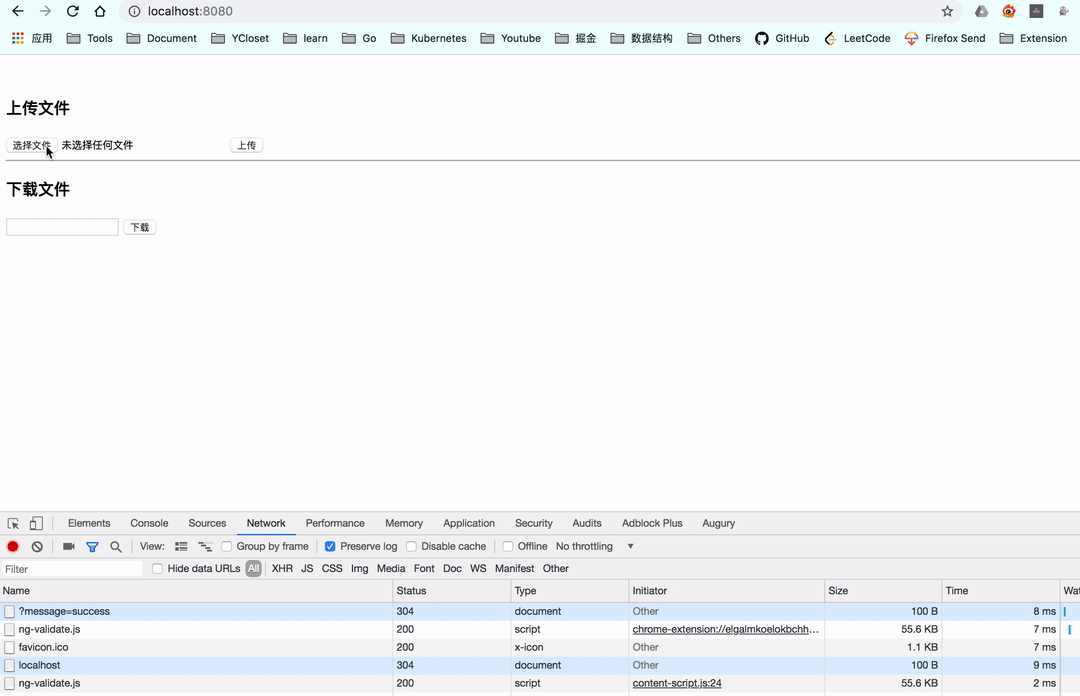 localhost:8080
应用 Tools Document YCloset learn Go Kubernetes Youtube 掘金 数据结构 Others GitHub LeetCode Firefox Send Extension
上传文件
选择文件 未选择任何文件 上传
下载文件
下载
Elements Console Sources Network Performance Memory Application Security Audits Adblock Plus Augury
View: Group by frame Preserve log Disable cache Offline No throttling
Filter Hide data URLs All XHR JS CSS Img Media Font Doc WS Manifest Other
Name Status Type Initiator Size Time Wat
?message=success 304 document Other 100 B 8 ms
ng-validate.js 200 script chrome-extension://elgalmkoelokbchh... 55.6 KB 7 ms
favicon.ico 200 x-icon Other 1.1 KB 7 ms
localhost 304 document Other 100 B 9 ms
ng-validate.js 200 script content-script.js:24 55.6 KB 2 ms